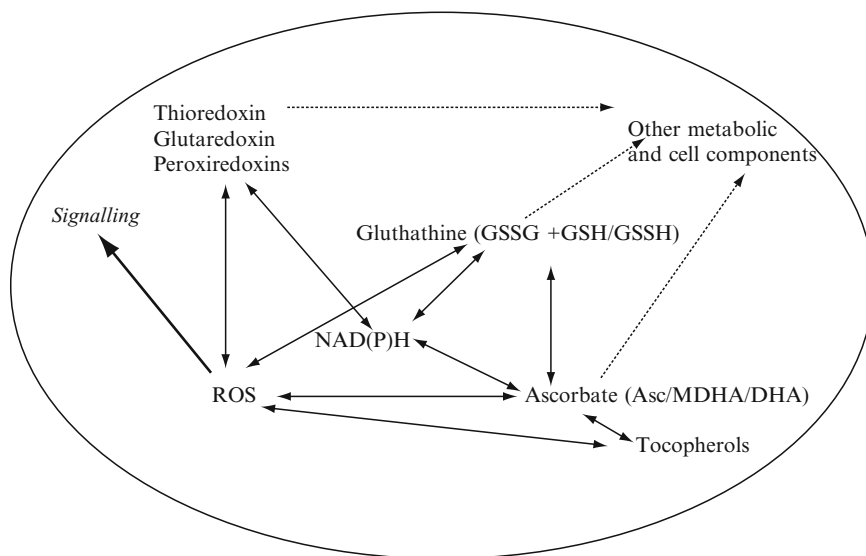 Thioredoxin
Glutaredoxin
Peroxiredoxins
Other metabolic
and cell components
Signalling
Gluthathine (GSSG +GSH/GSSH)
NAD(P)H
ROS
Ascorbate (Asc/MDHA/DHA)
Tocopherols